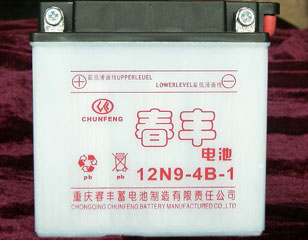 最高液面线UPPERLEUEL
LOWERLEVEL最低液面线
CHUNFENG
春丰
电池
pb
pb
12N9-4B-1
重庆春丰蓄电池制造有限责任公司
CHONGQING CHUNFENG BATTERY MANUFACTURED CO.,LTD